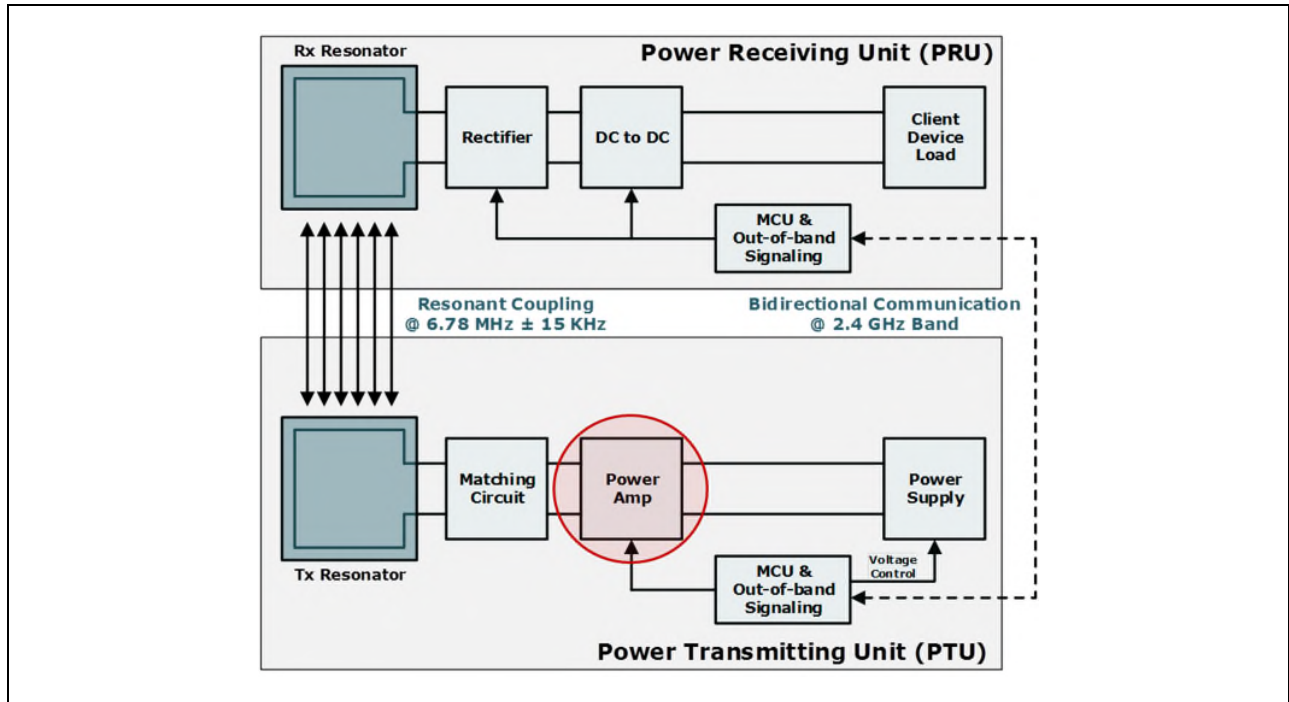 Rx Resonator
Power Receiving Unit (PRU)
Rectifier
DC to DC
Client
Device
Load
MCU &
Out-of-band
Signaling
Resonant Coupling
@ 6.78 MHz ± 15 KHz
Bidirectional Communication
@ 2.4 GHz Band
Matching
Circuit
Power
Amp
Power
Supply
Tx Resonator
MCU &
Out-of-band
Signaling
Voltage
Control
Power Transmitting Unit (PTU)